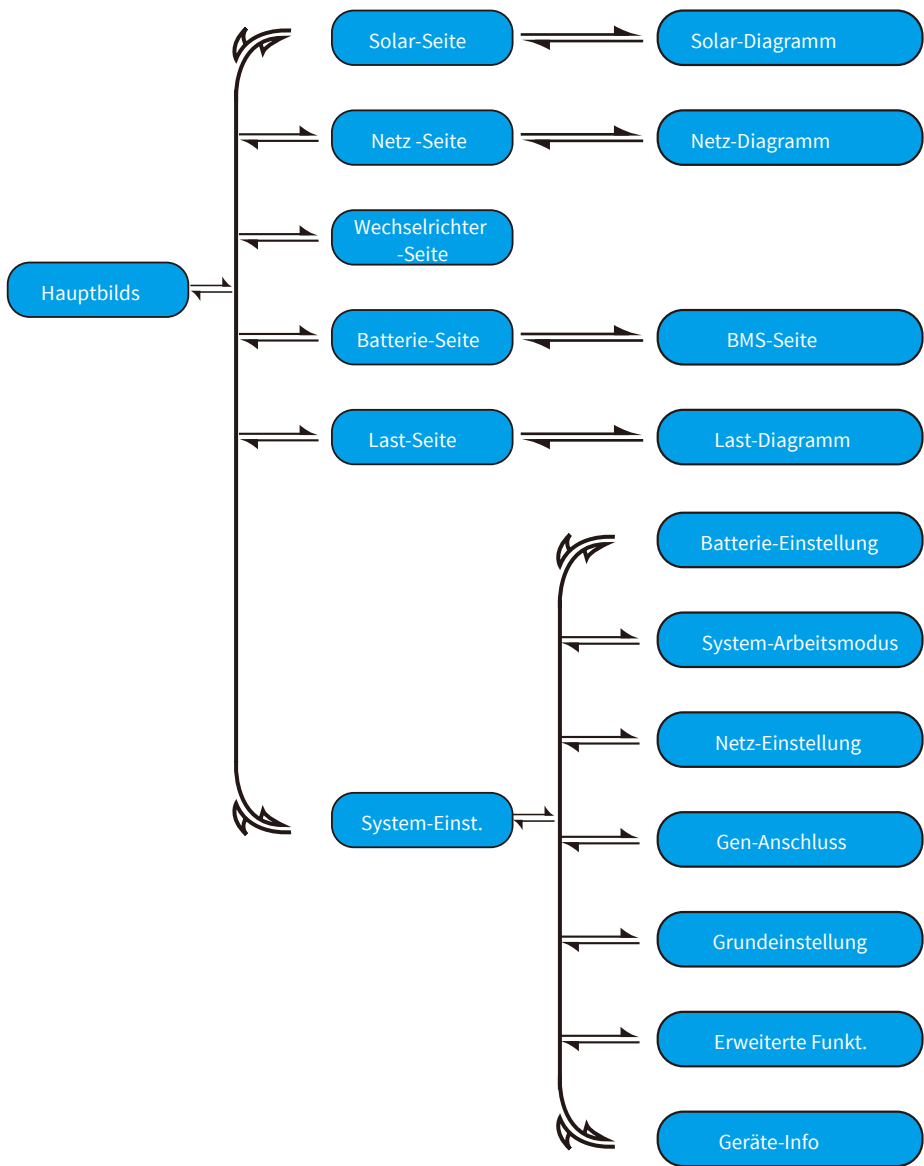 Solar-Seite
Solar-Diagramm
Netz -Seite
Netz-Diagramm
Wechselrichter
-Seite
Hauptbilds
Batterie-Seite
BMS-Seite
Last-Seite
Last-Diagramm
Batterie-Einstellung
System-Arbeitsmodus
Netz-Einstellung
System-Einst.
Gen-Anschluss
Grundeinstellung
Erweiterte Funkt.
Geräte-Info